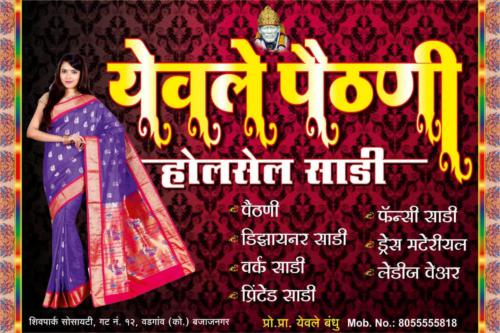 येवले पैठणी
होलसेल साडी
पैठणी
डिझायनर साडी
वर्क साडी
प्रिंटेड साडी
फॅन्सी साडी
ड्रेस मटेरीयल
लेडीज वेअर
शिवपार्क सोसायटी, गट नं. १२, वडगांव (को.) बजाजनगर
प्रो.प्रा. येवले बंधु Mob. No.: 8055555818